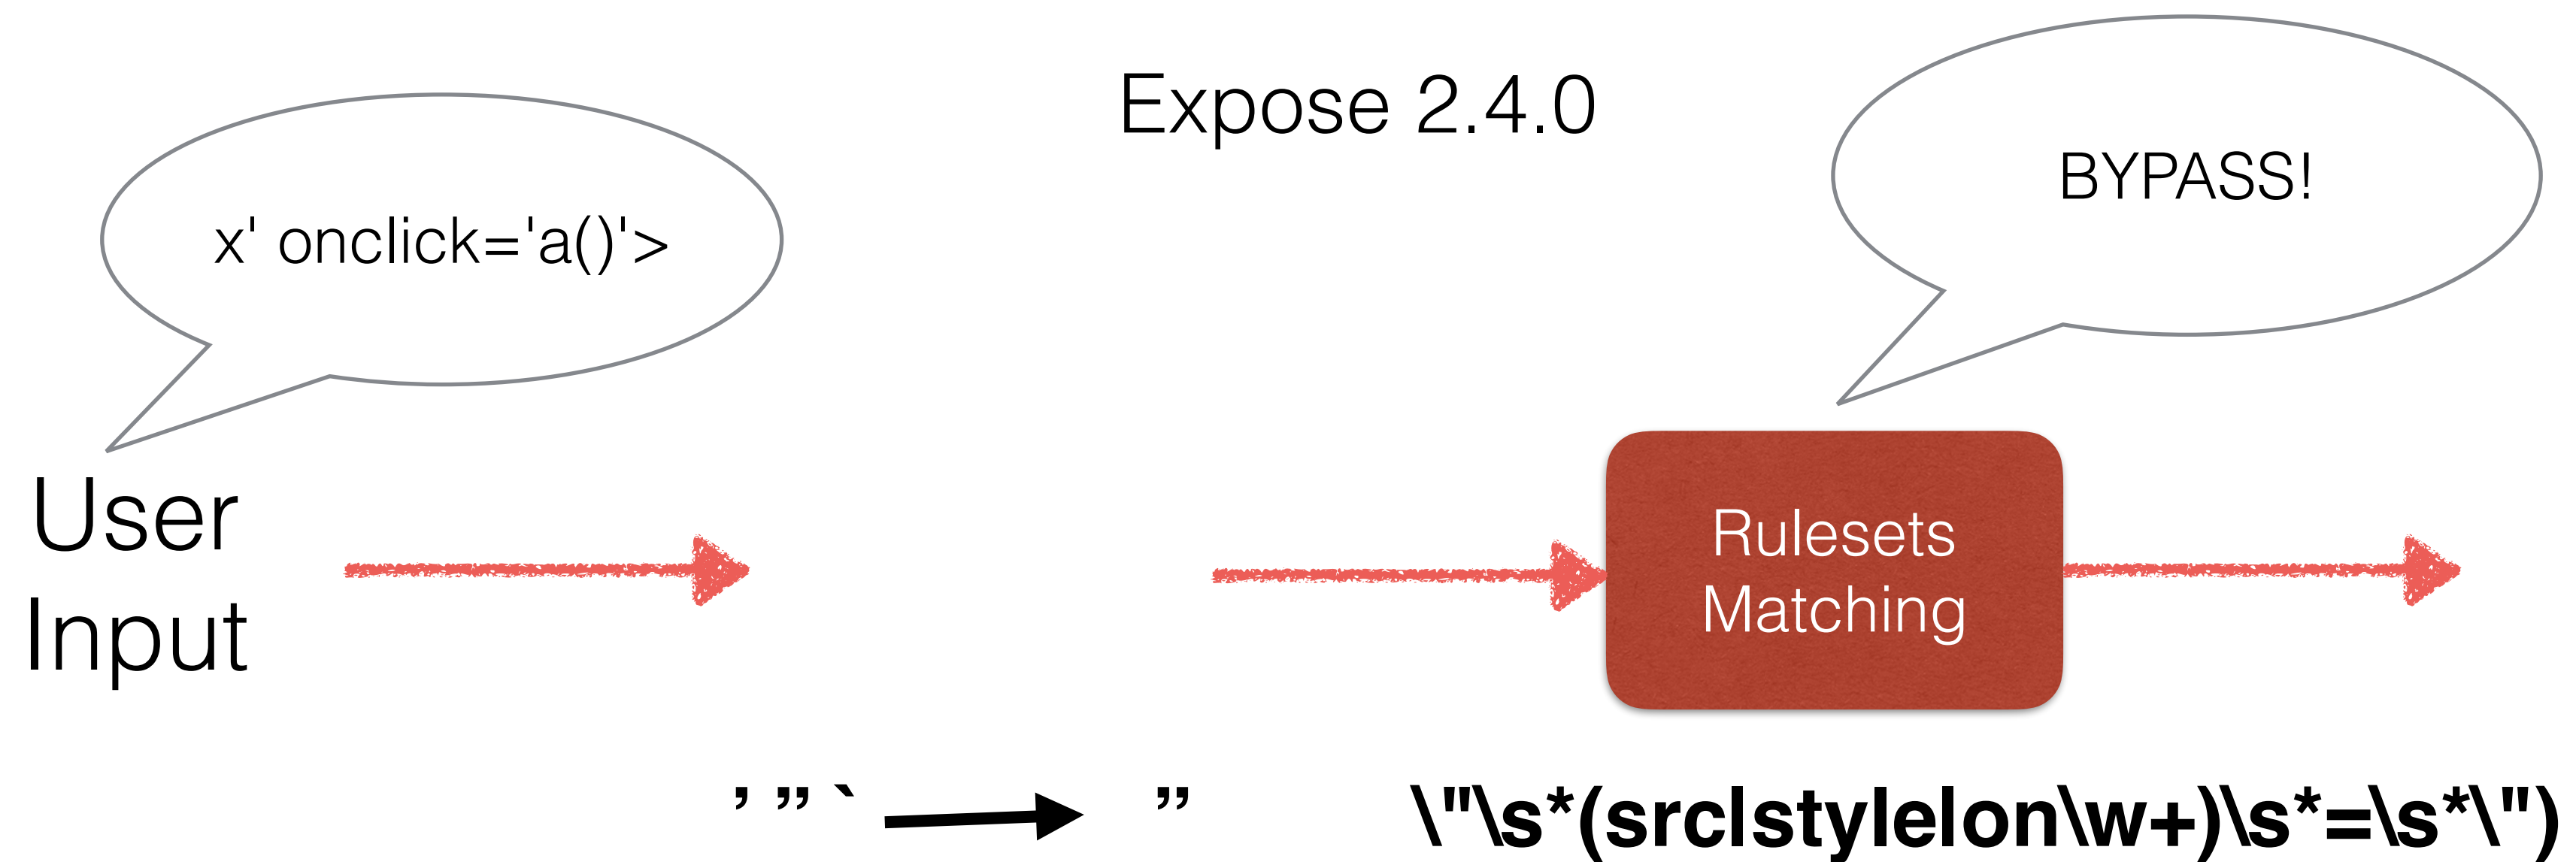 Expose 2.4.0
x' onclick='a()'>
BYPASS!
User
Input
Rulesets
Matching
’ ” ` ”
\"\s*(src|style|on\w+)\s*=\s*\")